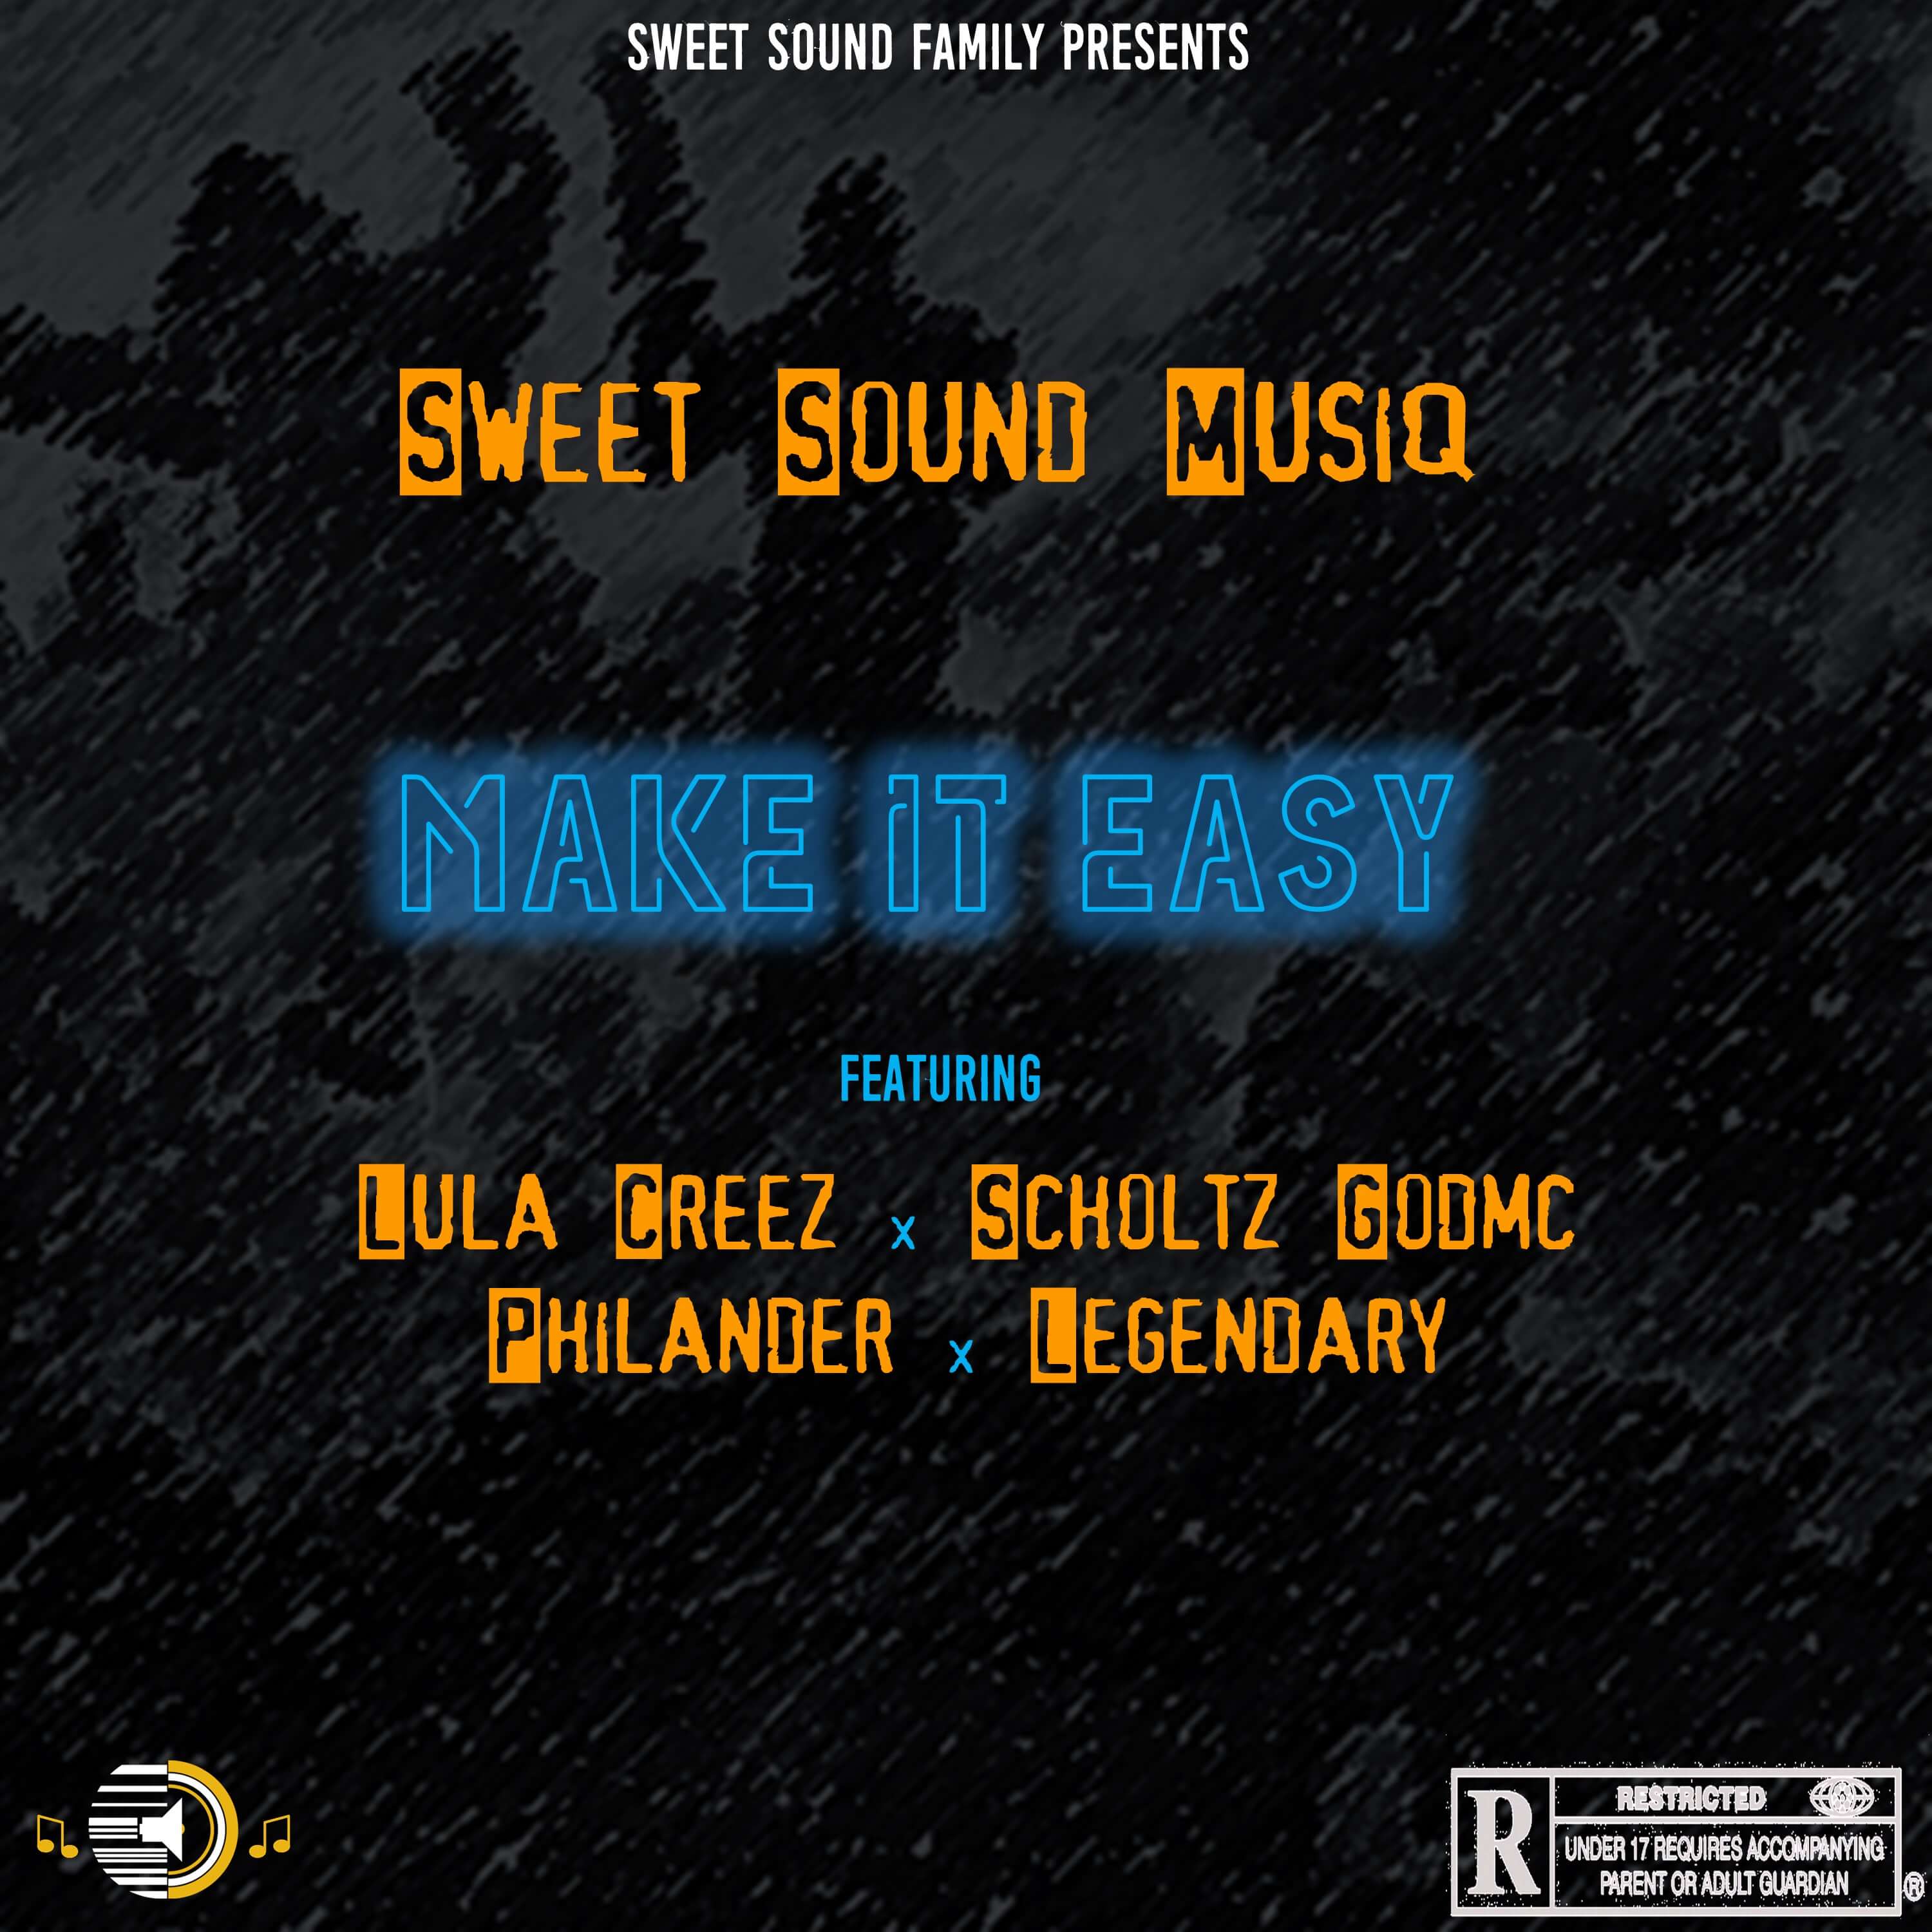 SWEET SOUND FAMILY PRESENTS
SWEET SOUND MUSIQ
MAKE IT EASY
FEATURING
LULA CREEZ x SCHOLTZ GODMC
PHILANDER x LEGENDARY
R
RESTRICTED
UNDER 17 REQUIRES ACCOMPANYING
PARENT OR ADULT GUARDIAN
®